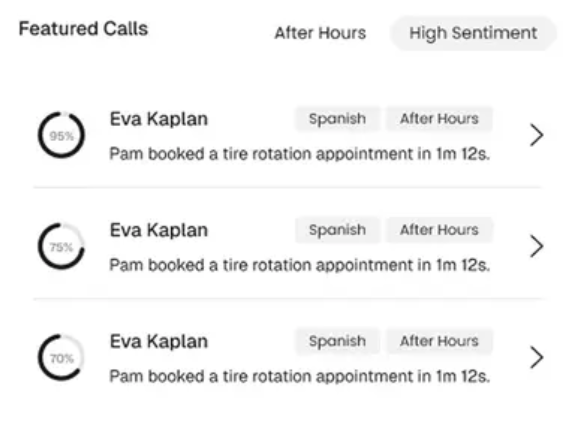 Featured Calls
After Hours
High Sentiment
95%
Eva Kaplan
Spanish
After Hours
Pam booked a tire rotation appointment in 1m 12s.
75%
Eva Kaplan
Spanish
After Hours
Pam booked a tire rotation appointment in 1m 12s.
70%
Eva Kaplan
Spanish
After Hours
Pam booked a tire rotation appointment in 1m 12s.